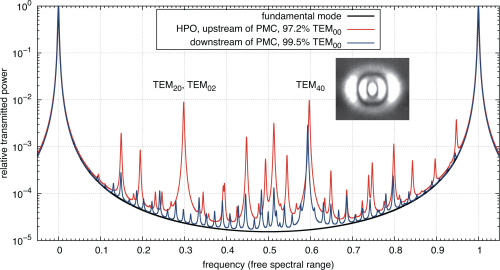 fundamental mode
HPO, upstream of PMC, 97.2% TEM00
downstream of PMC, 99.5% TEM00
TEM20, TEM02
TEM40
relative transmitted power
10^0
10^-1
10^-2
10^-3
10^-4
10^-5
0 0.1 0.2 0.3 0.4 0.5 0.6 0.7 0.8 0.9 1
frequency (free spectral range)